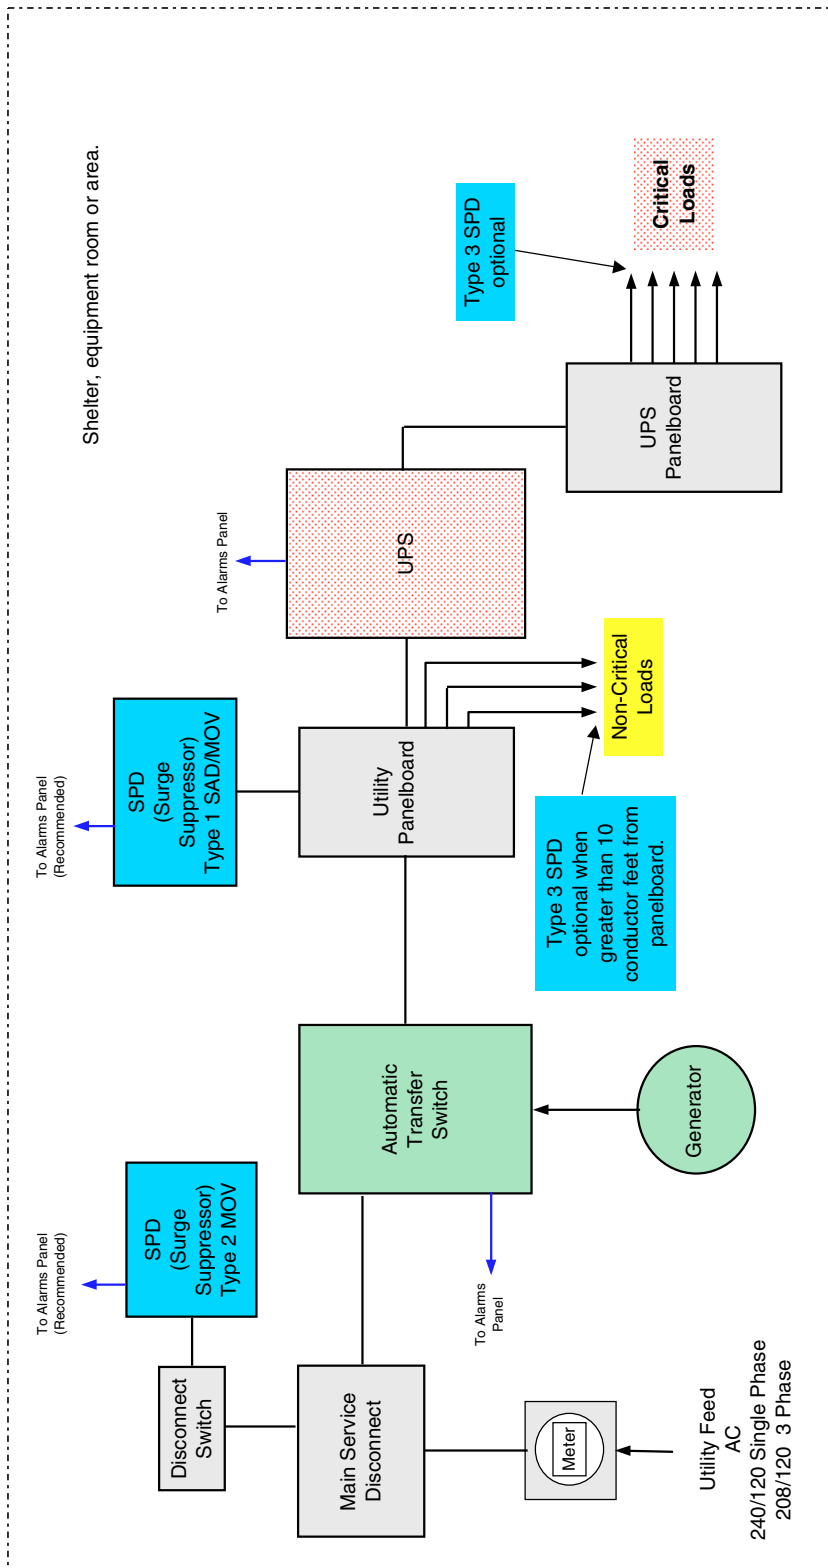 Shelter, equipment room or area.
To Alarms Panel
(Recommended)
SPD
(Surge
Suppressor)
Type 2 MOV
Disconnect
Switch
Main Service
Disconnect
Meter
Utility Feed
AC
240/120 Single Phase
208/120  3 Phase
To Alarms
Panel
Automatic
Transfer
Switch
Generator
To Alarms Panel
(Recommended)
SPD
(Surge
Suppressor)
Type 1 SAD/MOV
Utility
Panelboard
Type 3 SPD
optional when
greater than 10
conductor feet from
panelboard.
Non-Critical
Loads
To Alarms Panel
UPS
UPS
Panelboard
Type 3 SPD
optional
Critical
Loads